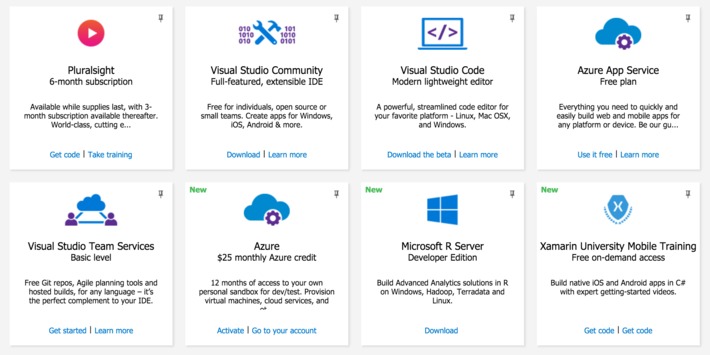 Pluralsight
6-month subscription
Available while supplies last, with 3-
month subscription available thereafter.
World-class, cutting e...
Get code | Take training
010 101
1010 1010
010 0101
Visual Studio Community
Full-featured, extensible IDE
Free for individuals, open source or
small teams. Create apps for Windows,
iOS, Android & more.
Download | Learn more
</>
Visual Studio Code
Modern lightweight editor
A powerful, streamlined code editor for
your favorite platform - Linux, Mac OSX,
and Windows.
Download the beta | Learn more
Azure App Service
Free plan
Everything you need to quickly and
easily build web and mobile apps for
any platform or device. Be our gu...
Use it free | Learn more
Visual Studio Team Services
Basic level
Free Git repos, Agile planning tools and
hosted builds, for any language – it's
the perfect complement to your IDE.
Get started | Learn more
New
Azure
$25 monthly Azure credit
12 months of access to your own
personal sandbox for dev/test. Provision
virtual machines, cloud services, and
Activate | Go to your account
New
Microsoft R Server
Developer Edition
Build Advanced Analytics solutions in R
on Windows, Hadoop, Terradata and
Linux.
Download
New
X
Xamarin University Mobile Training
Free on-demand access
Build native iOS and Android apps in C#
with expert getting-started videos.
Get code | Get code